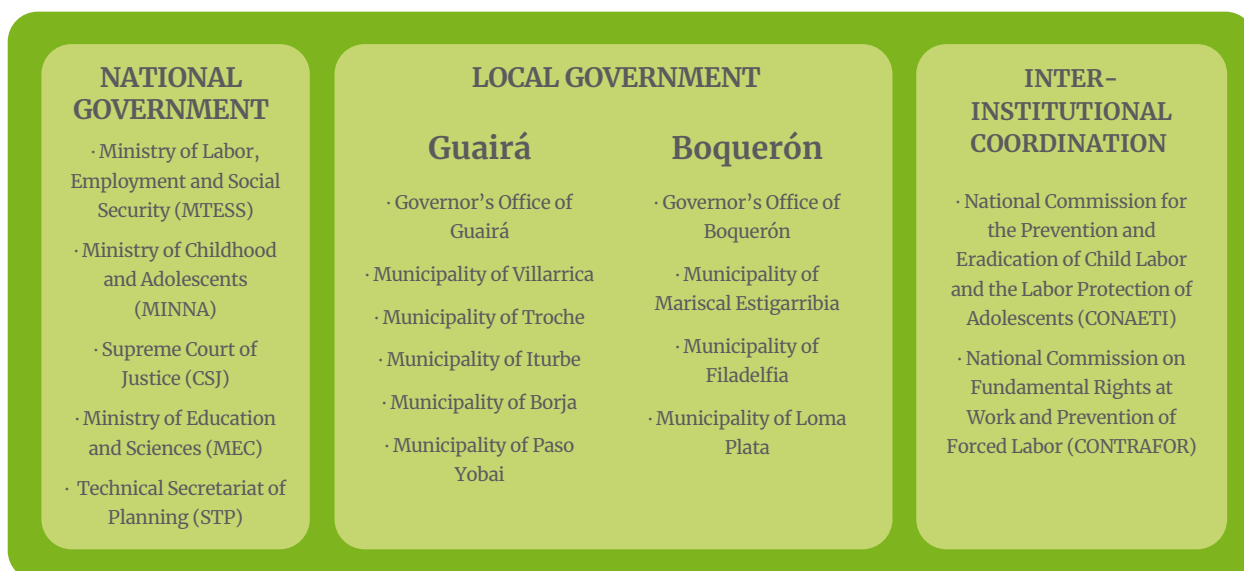 NATIONAL
GOVERNMENT
· Ministry of Labor,
Employment and Social
Security (MTESS)
· Ministry of Childhood
and Adolescents
(MINNA)
· Supreme Court of
Justice (CSJ)
· Ministry of Education
and Sciences (MEC)
· Technical Secretariat of
Planning (STP)
LOCAL GOVERNMENT
Guairá
· Governor’s Office of
Guairá
· Municipality of Villarrica
· Municipality of Troche
· Municipality of Iturbe
· Municipality of Borja
· Municipality of Paso
Yobai
Boquerón
· Governor’s Office of
Boquerón
· Municipality of
Mariscal Estigarribia
· Municipality of
Filadelfia
· Municipality of Loma
Plata
INTER-
INSTITUTIONAL
COORDINATION
· National Commission for
the Prevention and
Eradication of Child Labor
and the Labor Protection of
Adolescents (CONAETI)
· National Commission on
Fundamental Rights at
Work and Prevention of
Forced Labor (CONTRAFOR)